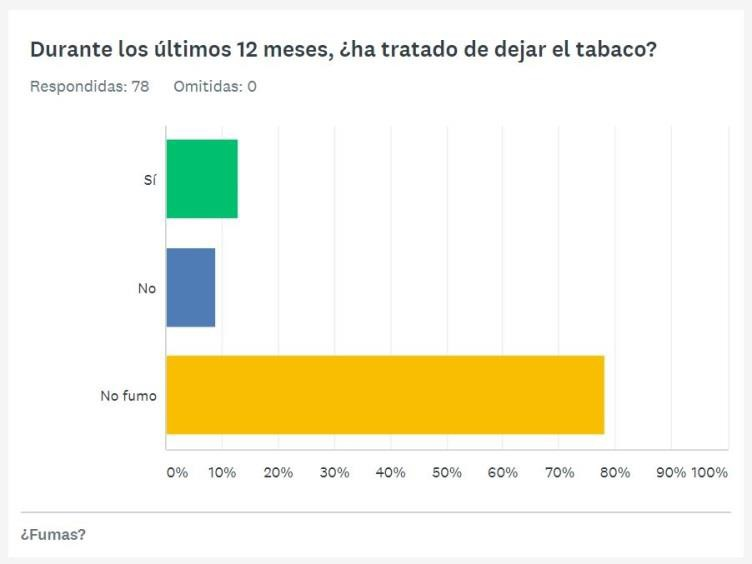 Durante los últimos 12 meses, ¿ha tratado de dejar el tabaco?
Respondidas: 78 Omitidas: 0
Sí
No
No fumo
0% 10% 20% 30% 40% 50% 60% 70% 80% 90% 100%
¿Fumas?